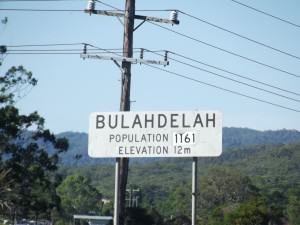 BULAHDELAH
POPULATION 1161
ELEVATION 12m